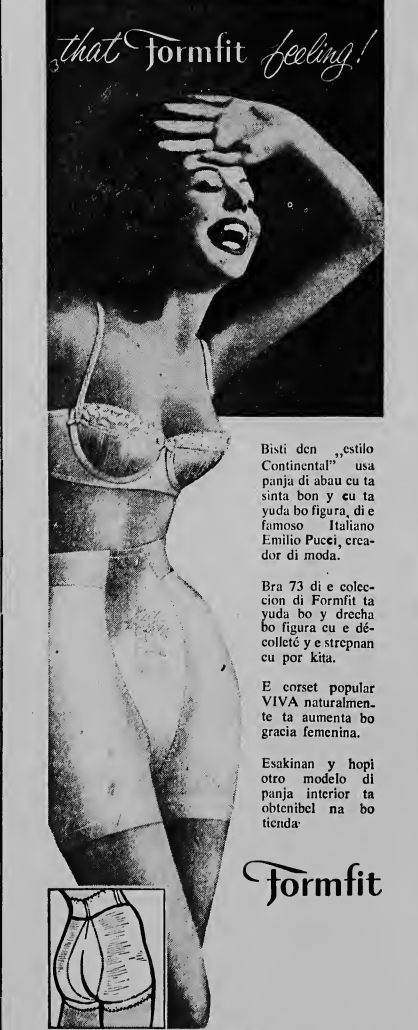 that Formfit feeling!
Bisti den „estilo
Continental” usa
panja di abau cu ta
sinta bon y cu ta
yuda bo figura, di e
famoso Italiano
Emilio Pucci, crea-
dor di moda.
Bra 73 di e colec-
cion di Formfit ta
yuda bo y drecha
bo figura cu e dé-
colleté y e strepnan
cu por kita.
E corset popular
VIVA naturalmen-
te ta aumenta bo
gracia femenina.
Esakinan y hopi
otro modelo di
panja interior ta
obtenibel na bo
tienda.
Formfit